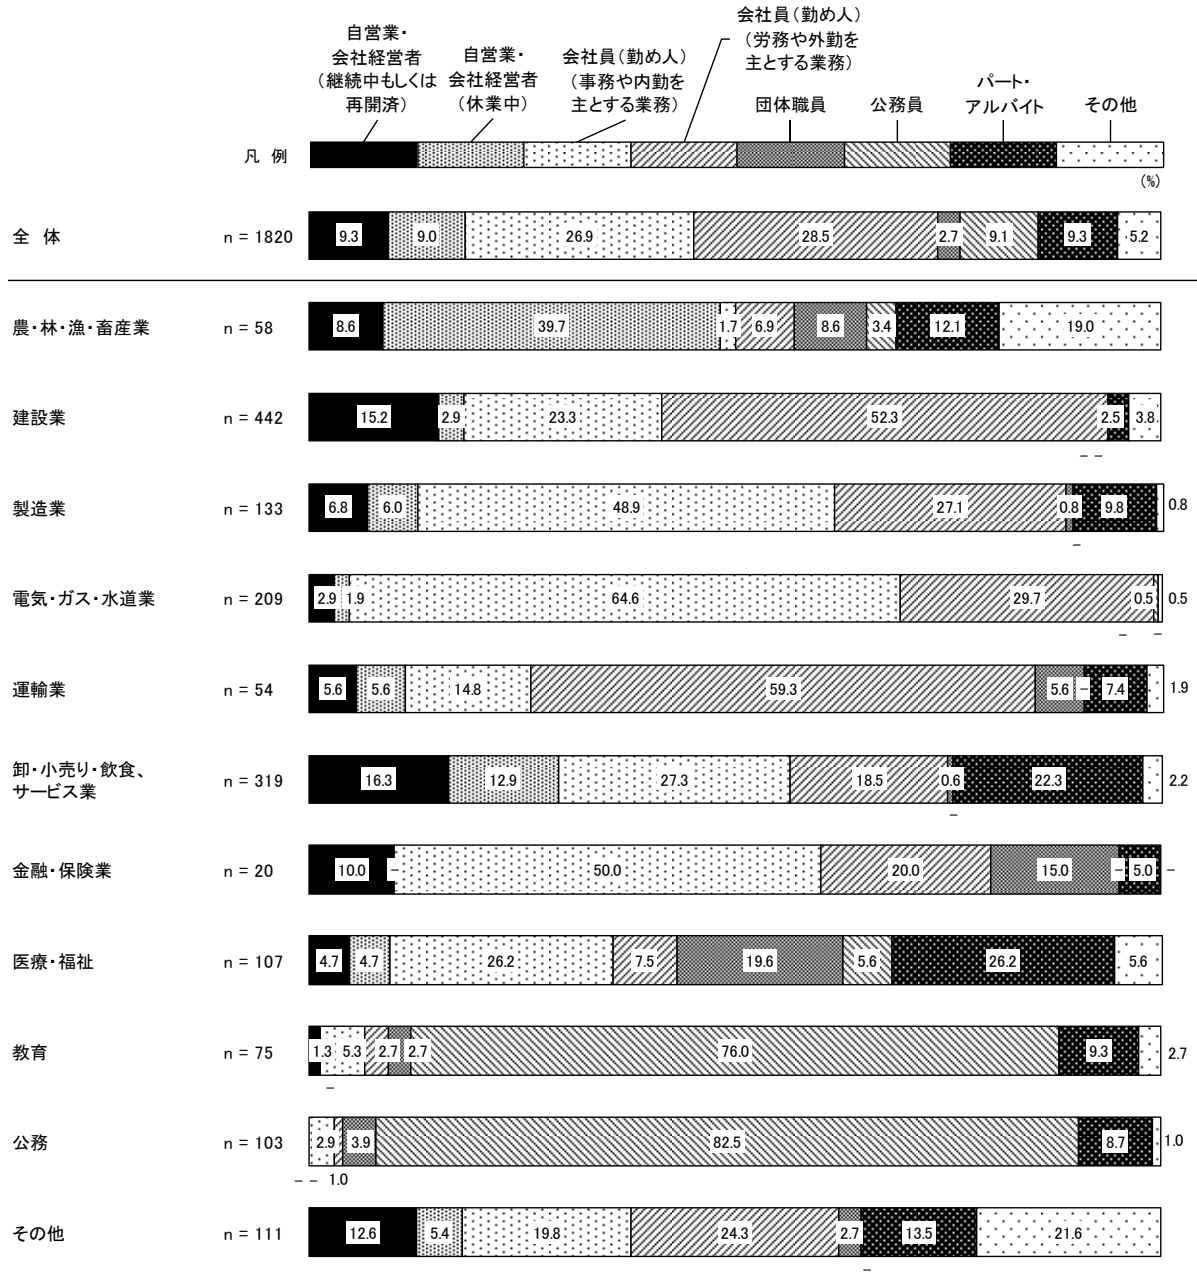 自営業・
会社経営者
（継続中もしくは
再開済）
自営業・
会社経営者
（休業中）
会社員（勤め人）
（事務や内勤を
主とする業務）
会社員（勤め人）
（労務や外勤を
主とする業務）
団体職員
公務員
パート・
アルバイト
その他
凡 例
(%)
全 体 n = 1820 9.3 9.0 26.9 28.5 2.7 9.1 9.3 5.2
農・林・漁・畜産業 n = 58 8.6 39.7 1.7 6.9 8.6 3.4 12.1 19.0
建設業 n = 442 15.2 2.9 23.3 52.3 2.5 3.8
– –
製造業 n = 133 6.8 6.0 48.9 27.1 0.8 9.8 0.8
–
電気・ガス・水道業 n = 209 2.9 1.9 64.6 29.7 0.5 0.5
– –
運輸業 n = 54 5.6 5.6 14.8 59.3 5.6 – 7.4 1.9
卸・小売り・飲食、
サービス業 n = 319 16.3 12.9 27.3 18.5 0.6 22.3 2.2
–
金融・保険業 n = 20 10.0 – 50.0 20.0 15.0 – 5.0 –
医療・福祉 n = 107 4.7 4.7 26.2 7.5 19.6 5.6 26.2 5.6
教育 n = 75 1.3 5.3 2.7 2.7 76.0 9.3 2.7
–
公務 n = 103 2.9 3.9 82.5 8.7 1.0
– – 1.0
その他 n = 111 12.6 5.4 19.8 24.3 2.7 13.5 21.6
–